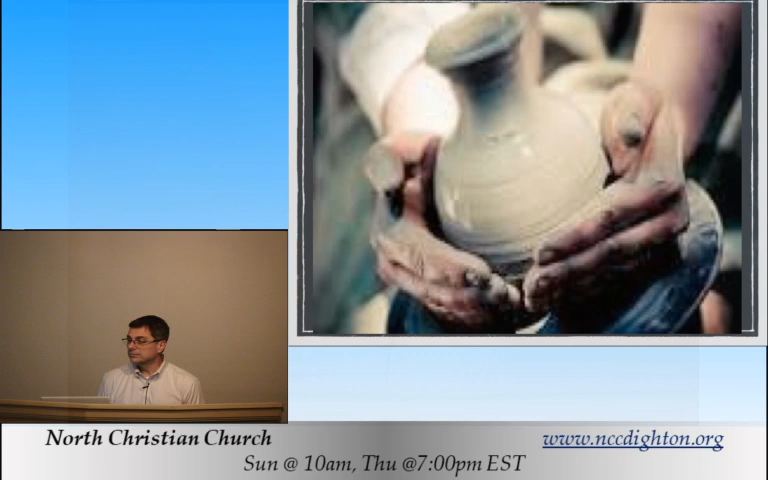 North Christian Church
www.nccdighton.org
Sun @ 10am, Thu @7:00pm EST